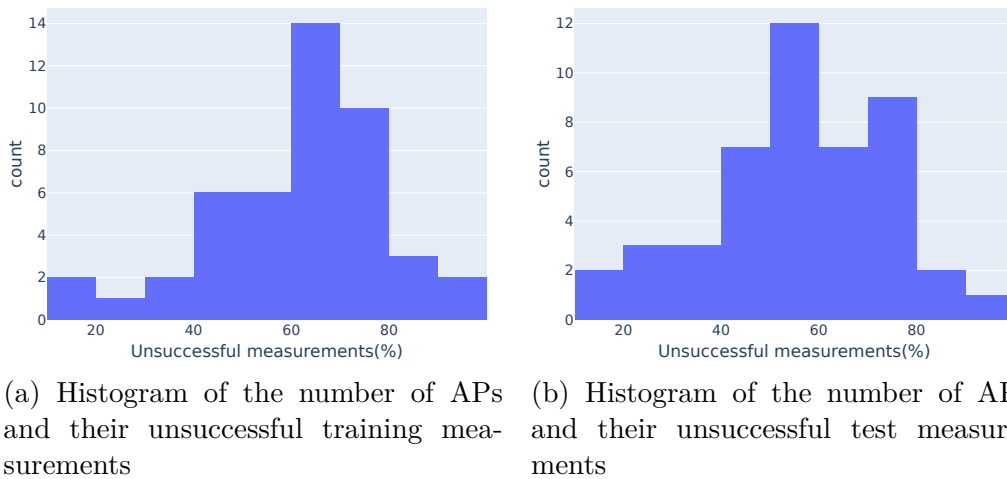 14
12
10
8
6
4
2
0
count
20 40 60 80
Unsuccessful measurements(%)
(a) Histogram of the number of APs
and their unsuccessful training mea-
surements
12
10
8
6
4
2
0
count
20 40 60 80
Unsuccessful measurements(%)
(b) Histogram of the number of
and their unsuccessful test measur
ments